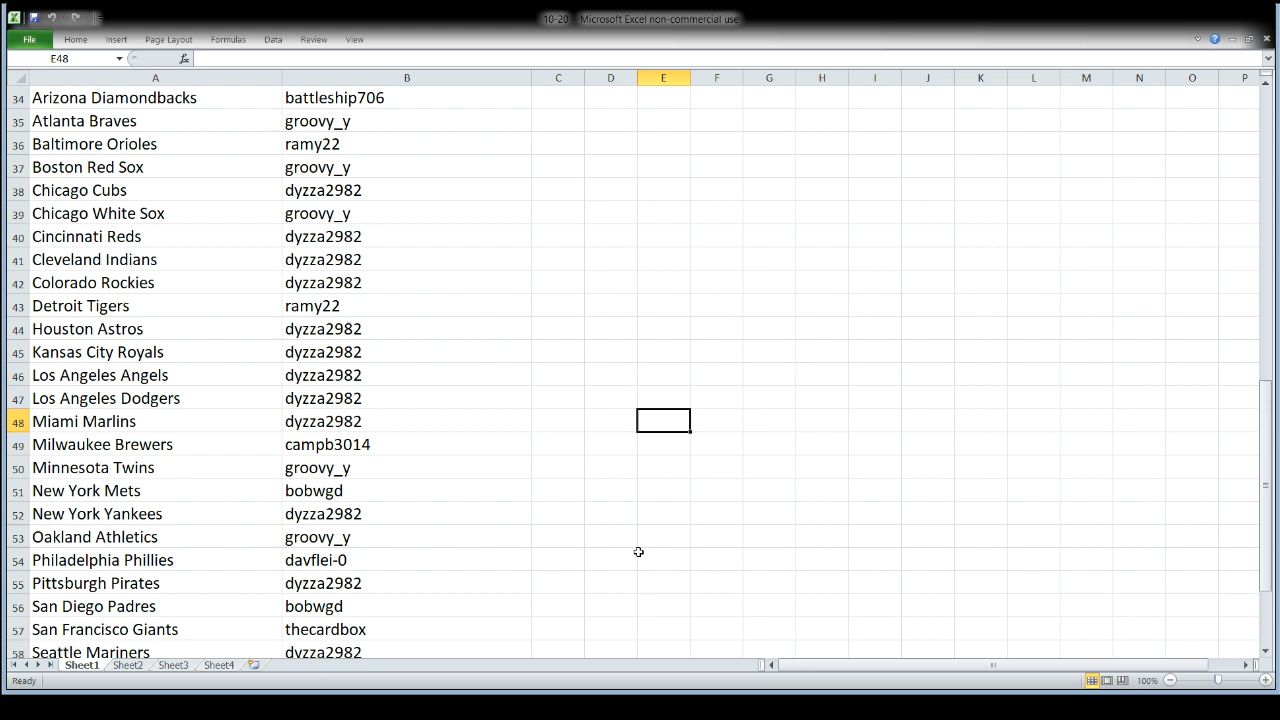 10-20 - Microsoft Excel non-commercial use
File Home Insert Page Layout Formulas Data Review View
E48 fx
A B C D E F G H I J K L M N O P
34 Arizona Diamondbacks battleship706
35 Atlanta Braves groovy_y
36 Baltimore Orioles ramy22
37 Boston Red Sox groovy_y
38 Chicago Cubs dyzza2982
39 Chicago White Sox groovy_y
40 Cincinnati Reds dyzza2982
41 Cleveland Indians dyzza2982
42 Colorado Rockies dyzza2982
43 Detroit Tigers ramy22
44 Houston Astros dyzza2982
45 Kansas City Royals dyzza2982
46 Los Angeles Angels dyzza2982
47 Los Angeles Dodgers dyzza2982
48 Miami Marlins dyzza2982
49 Milwaukee Brewers campb3014
50 Minnesota Twins groovy_y
51 New York Mets bobwgd
52 New York Yankees dyzza2982
53 Oakland Athletics groovy_y
54 Philadelphia Phillies davflei-0
55 Pittsburgh Pirates dyzza2982
56 San Diego Padres bobwgd
57 San Francisco Giants thecardbox
58 Seattle Mariners dyzza2982
Sheet1 Sheet2 Sheet3 Sheet4
Ready 100%